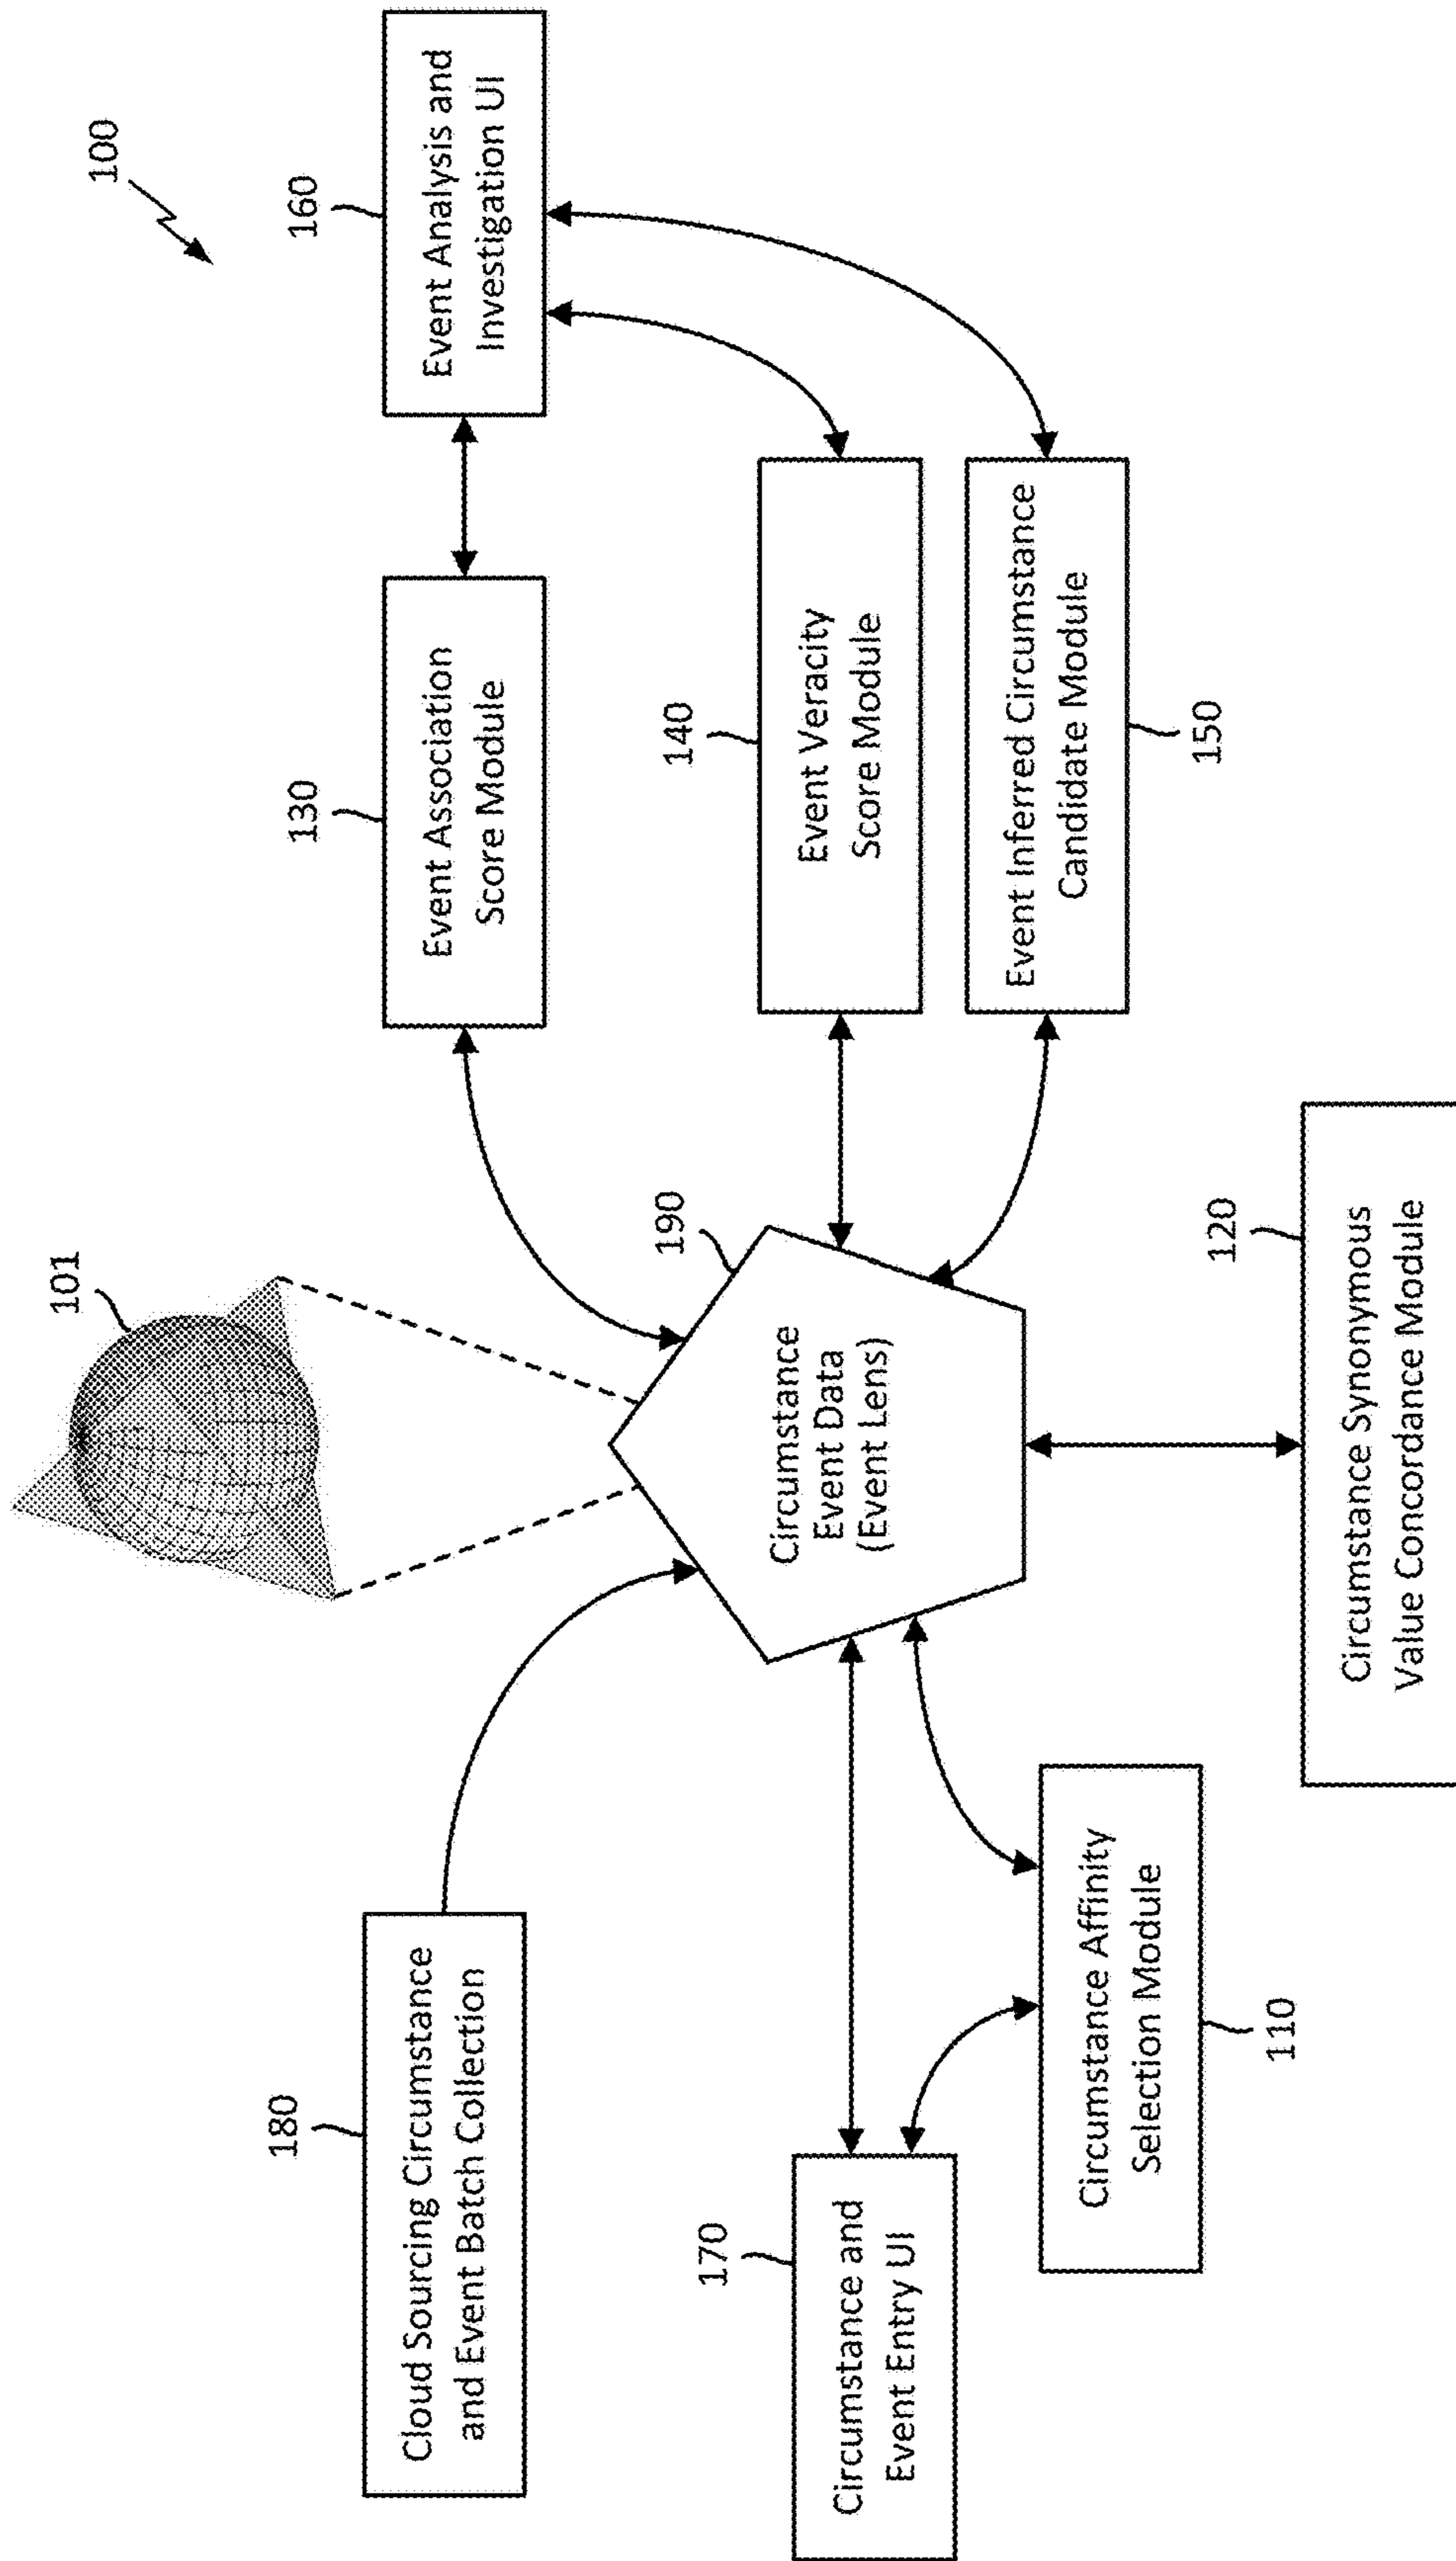 100
101
180
Cloud Sourcing Circumstance
and Event Batch Collection
130
Event Association
Score Module
160
Event Analysis and
Investigation UI
190
Circumstance
Event Data
(Event Lens)
170
Circumstance and
Event Entry UI
140
Event Veracity
Score Module
Event Inferred Circumstance
Candidate Module
150
Circumstance Affinity
Selection Module
110
120
Circumstance Synonymous
Value Concordance Module